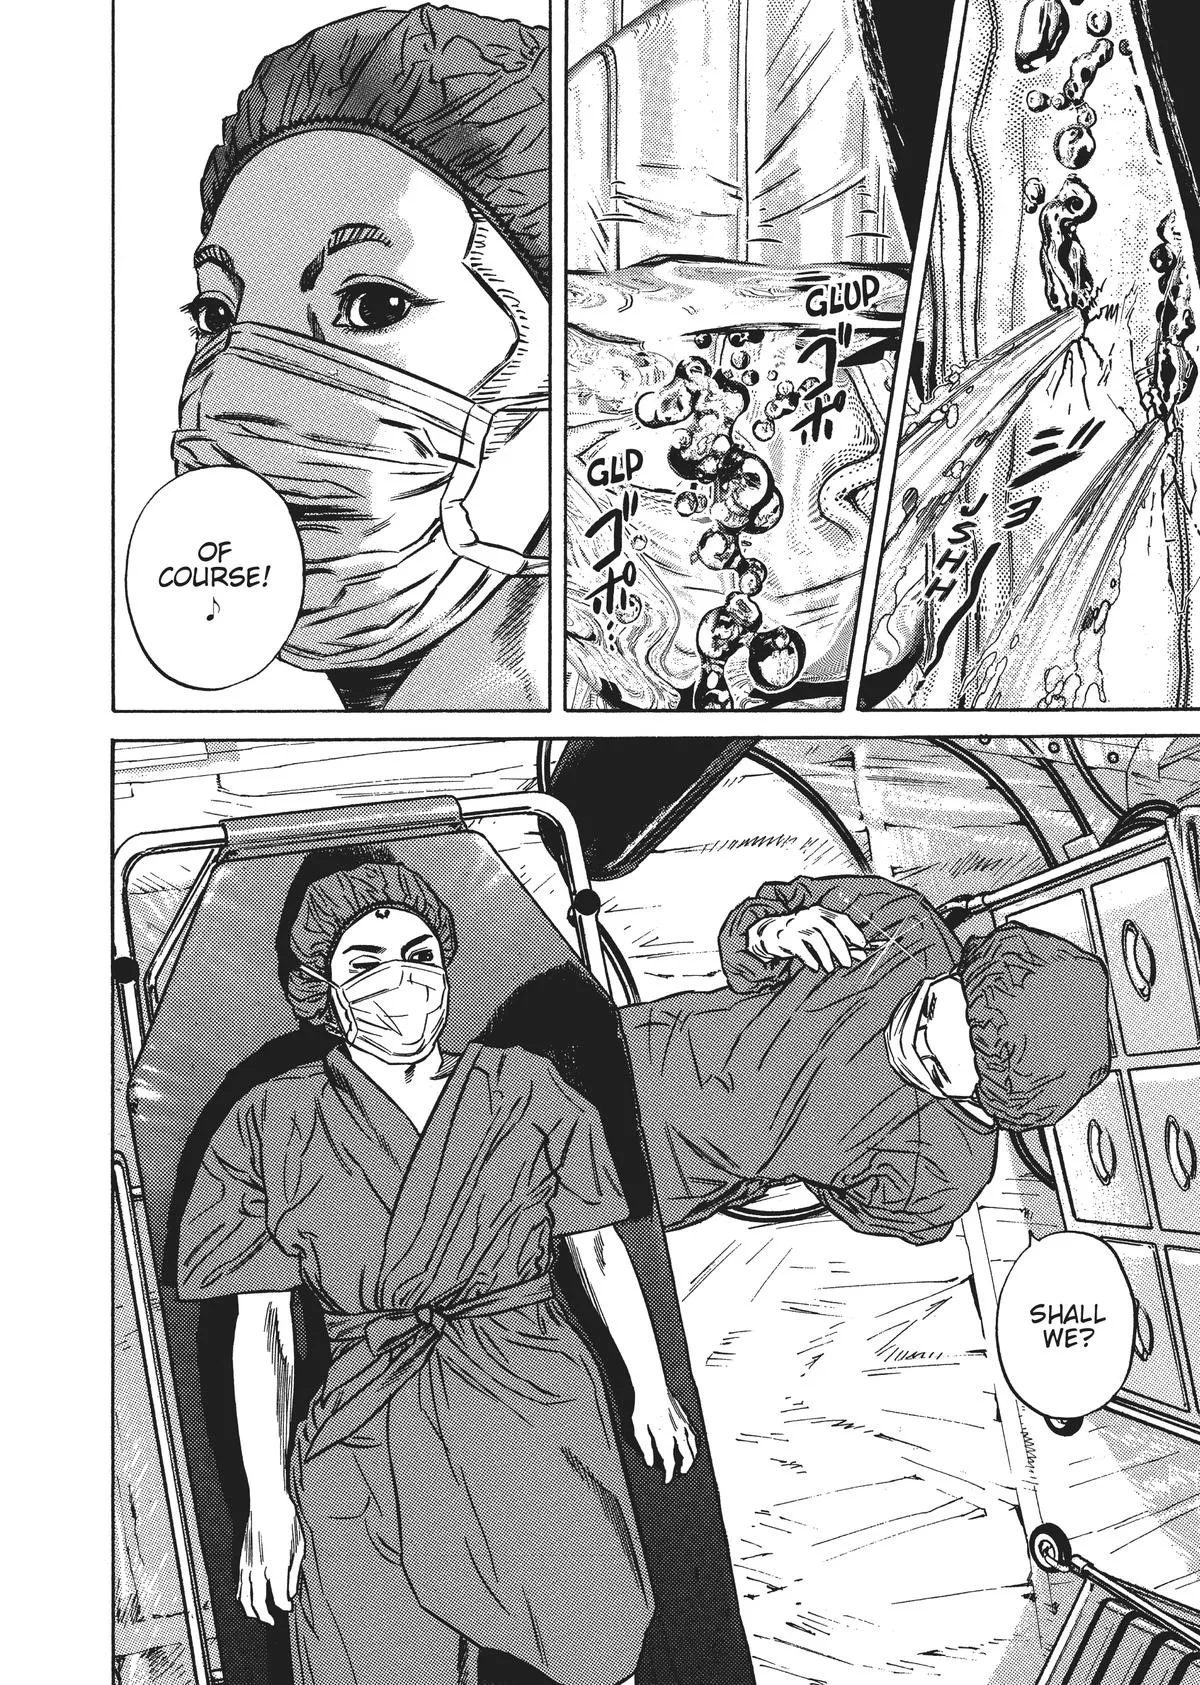 ジョ
JSHH
GLUP
ゴポ
GLP
ゴポ
OF
COURSE!
♪
SHALL
WE?